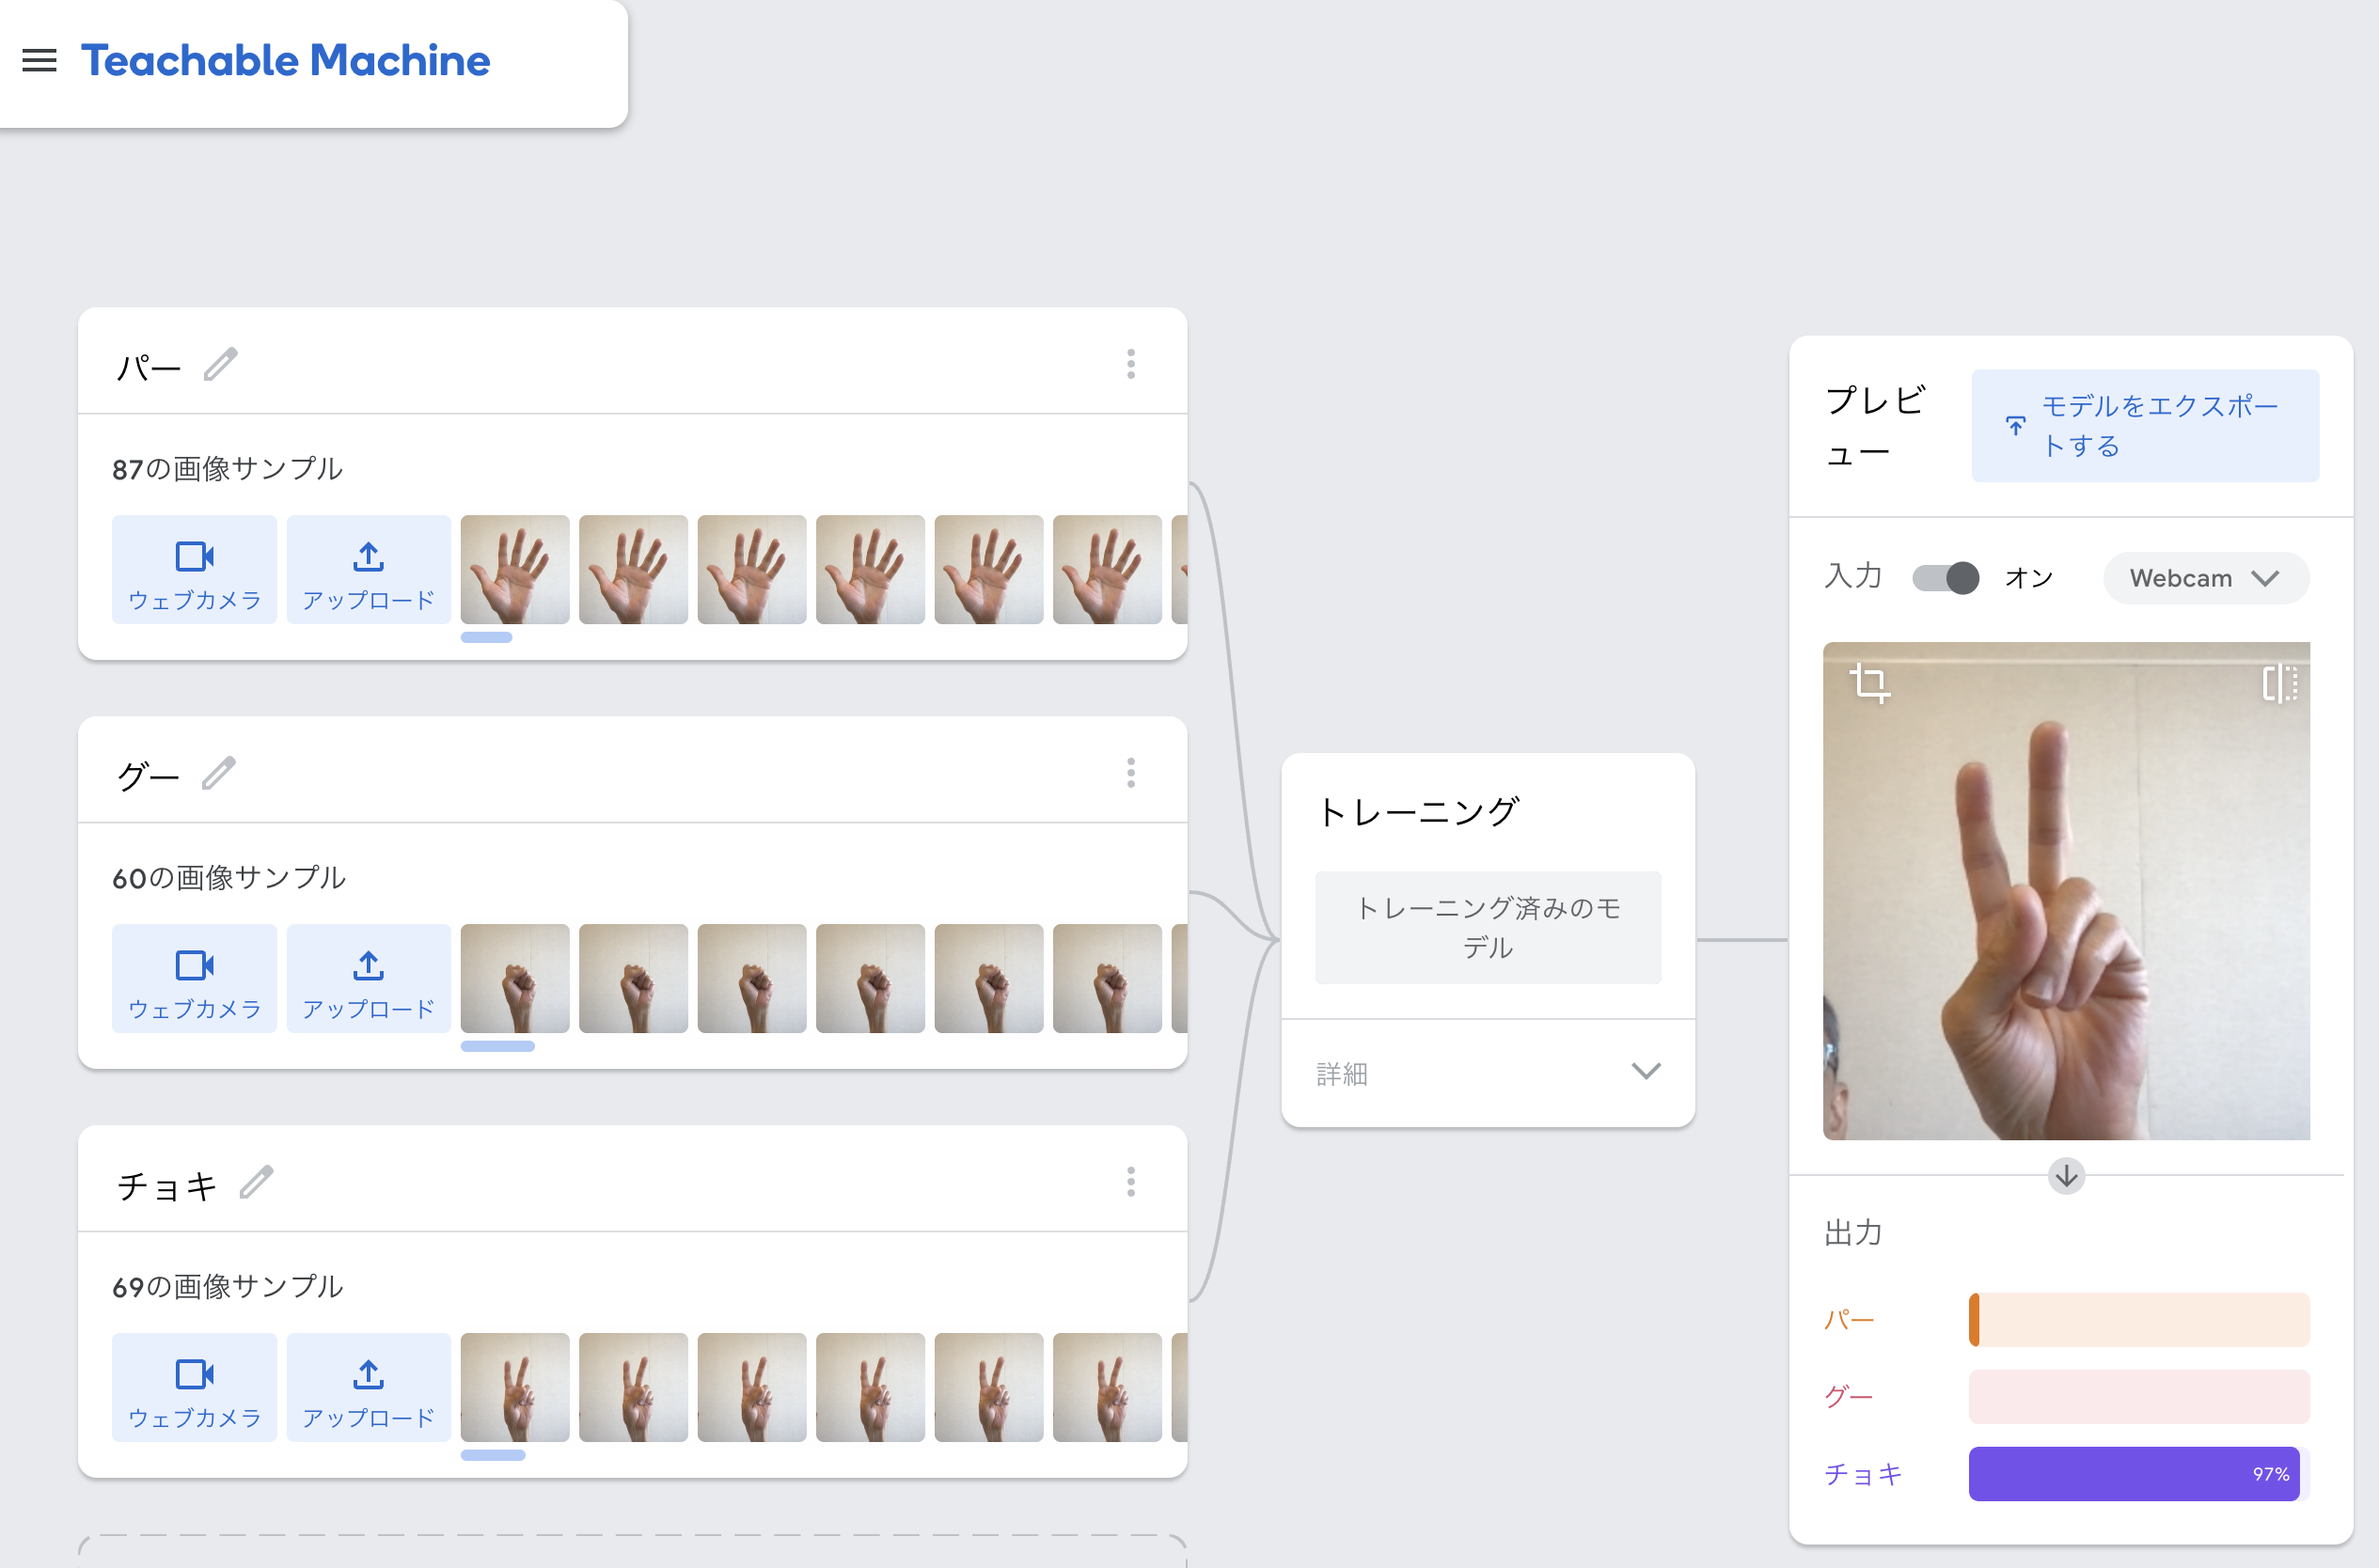 Teachable Machine
パー
87の画像サンプル
ウェブカメラ
アップロード
グー
60の画像サンプル
ウェブカメラ
アップロード
チョキ
69の画像サンプル
ウェブカメラ
アップロード
トレーニング
トレーニング済みのモ
デル
詳細
プレビ
ュー
モデルをエクスポー
トする
入力
オン
Webcam
出力
パー
グー
チョキ
97%